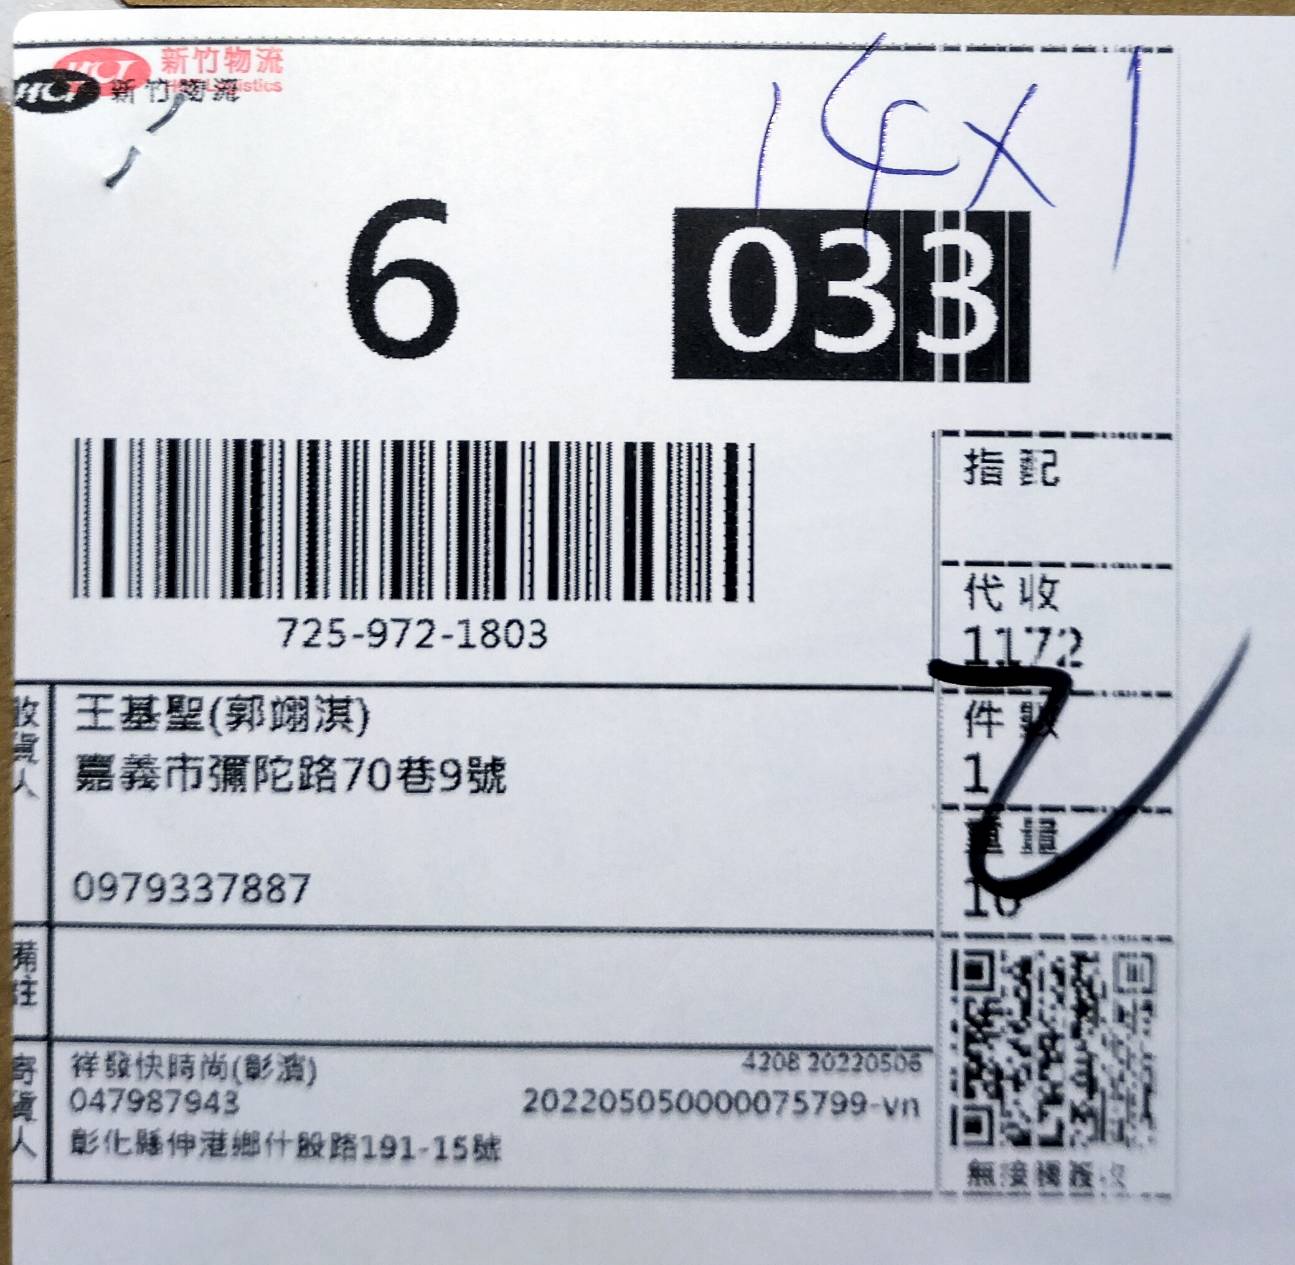 新竹物流
HCT Logistics
HCT 新竹物流
14x1
6
033
725-972-1803
指配
代收
1172
件數
1
重量
10
收貨人
王基聖(郭翊淇)
嘉義市彌陀路70巷9號
0979337887
備註
寄貨人
祥發快時尚(彰濱)
4208 20220506
047987943
202205050000075799-vn
彰化縣伸港鄉什股路191-15號
無接觸簽收